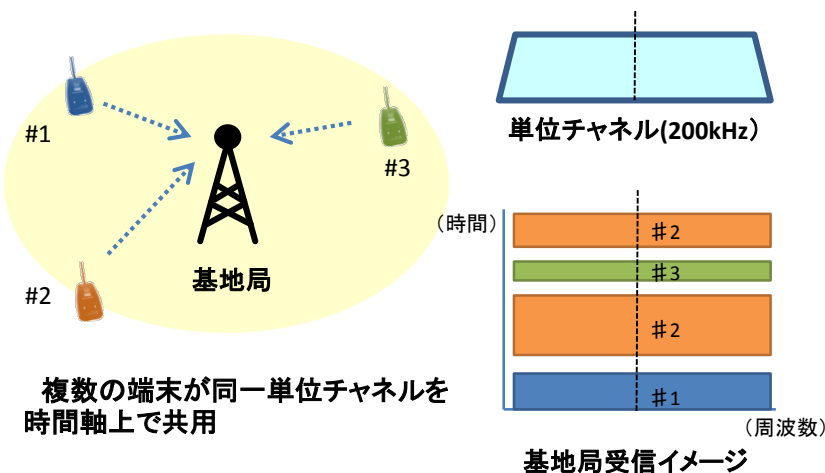 #1
#2
#3
基地局
複数の端末が同一単位チャネルを
時間軸上で共用
単位チャネル(200kHz)
(時間)
#2
#3
#2
#1
(周波数)
基地局受信イメージ